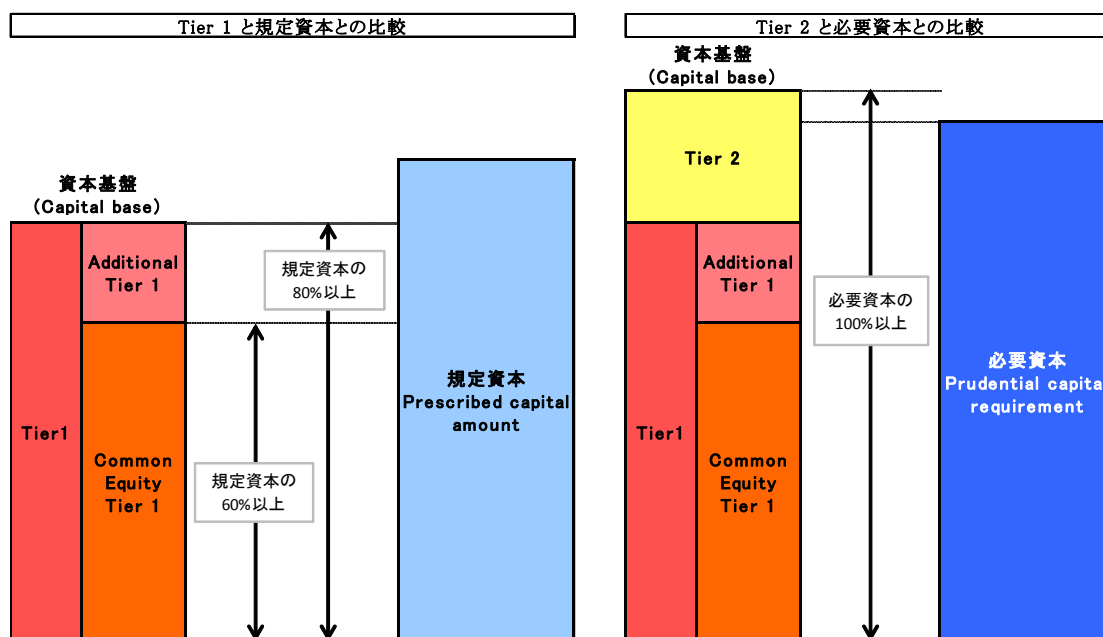 Tier 1 と規定資本との比較
資本基盤
(Capital base)
Additional
Tier 1
Tier1
Common
Equity
Tier 1
規定資本の
80%以上
規定資本の
60%以上
規定資本
Prescribed capital
amount
Tier 2 と必要資本との比較
資本基盤
(Capital base)
Tier 2
Additional
Tier 1
Tier1
Common
Equity
Tier 1
必要資本の
100%以上
必要資本
Prudential capital
requirement